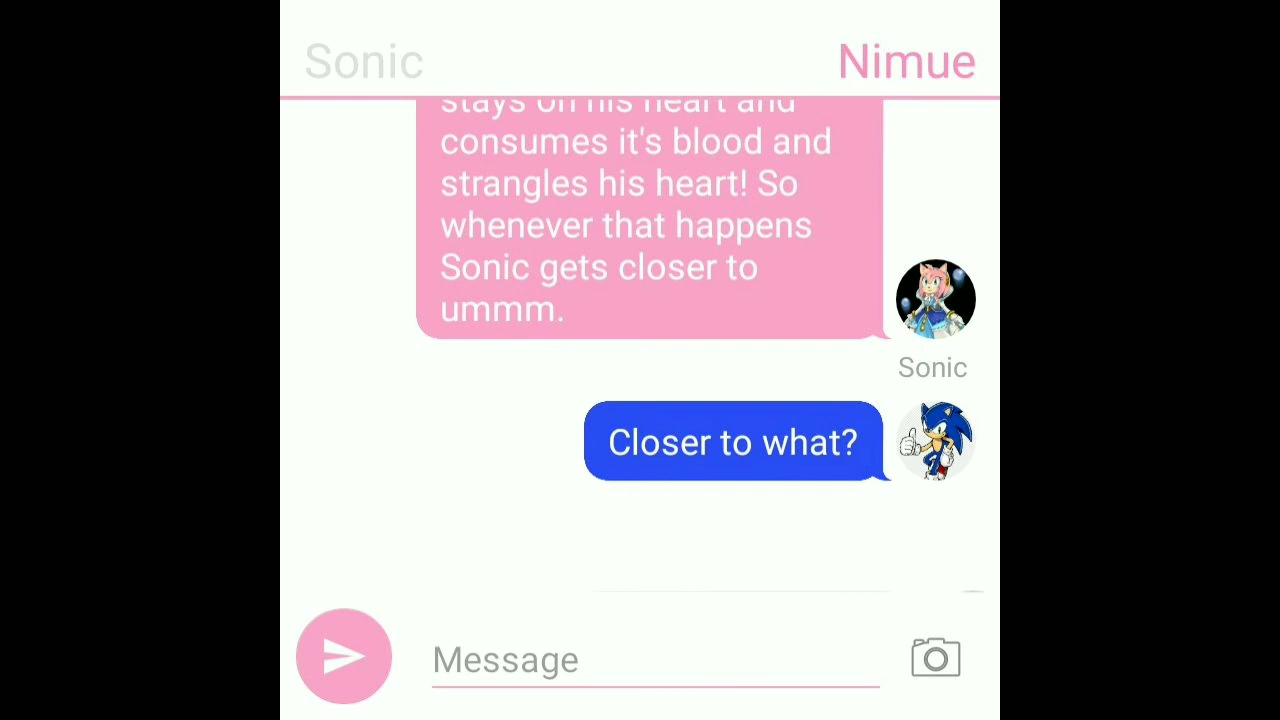 Sonic Nimue
stays on his heart and
consumes it's blood and
strangles his heart! So
whenever that happens
Sonic gets closer to
ummm.
Sonic
Closer to what?
Message